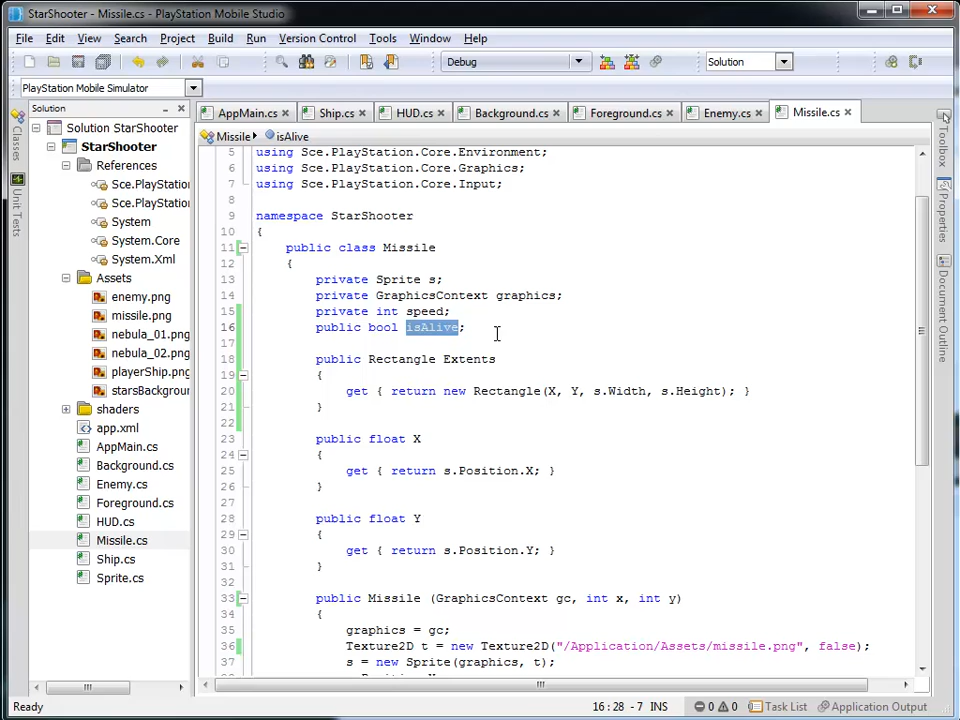 StarShooter - Missile.cs - PlayStation Mobile Studio
File Edit View Search Project Build Run Version Control Tools Window Help
Debug Solution
PlayStation Mobile Simulator
Solution
AppMain.cs Ship.cs HUD.cs Background.cs Foreground.cs Enemy.cs Missile.cs
Missile isAlive
Classes
Unit Tests
Solution StarShooter
StarShooter
References
Sce.PlayStatio
Sce.PlayStatio
System
System.Core
System.Xml
Assets
enemy.png
missile.png
nebula_01.png
nebula_02.png
playerShip.png
starsBackgrou
shaders
app.xml
AppMain.cs
Background.cs
Enemy.cs
Foreground.cs
HUD.cs
Missile.cs
Ship.cs
Sprite.cs
5 using Sce.PlayStation.Core.Environment;
6 using Sce.PlayStation.Core.Graphics;
7 using Sce.PlayStation.Core.Input;
8
9 namespace StarShooter
10 {
11 public class Missile
12 {
13 private Sprite s;
14 private GraphicsContext graphics;
15 private int speed;
16 public bool isAlive;
17
18 public Rectangle Extents
19 {
20 get { return new Rectangle(X, Y, s.Width, s.Height); }
21 }
22
23 public float X
24 {
25 get { return s.Position.X; }
26 }
27
28 public float Y
29 {
30 get { return s.Position.Y; }
31 }
32
33 public Missile (GraphicsContext gc, int x, int y)
34 {
35 graphics = gc;
36 Texture2D t = new Texture2D("/Application/Assets/missile.png", false);
37 s = new Sprite(graphics, t);
Toolbox
Properties
Document Outline
Ready 16 : 28 - 7 INS 0 0 Task List Application Output